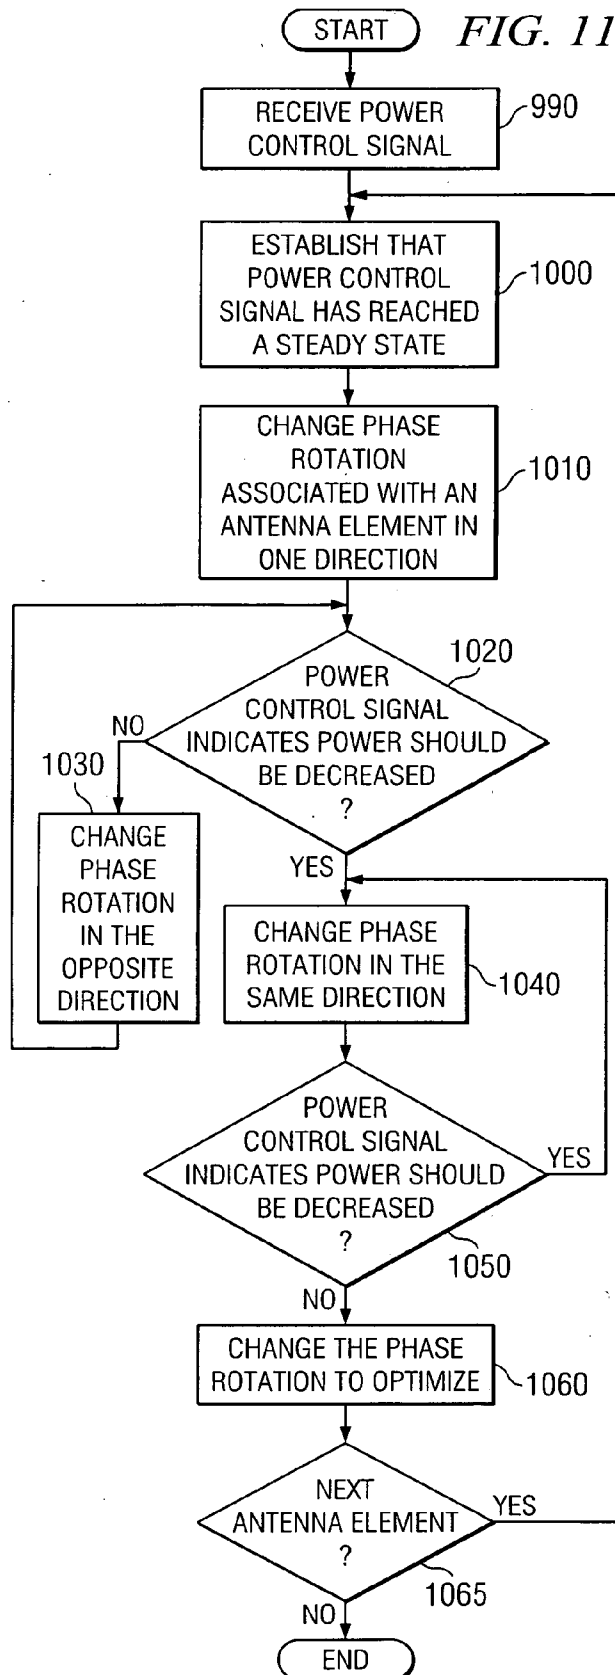 START
FIG. 11
RECEIVE POWER
CONTROL SIGNAL
990
ESTABLISH THAT
POWER CONTROL
SIGNAL HAS REACHED
A STEADY STATE
1000
CHANGE PHASE
ROTATION
ASSOCIATED WITH AN
ANTENNA ELEMENT IN
ONE DIRECTION
1010
POWER
CONTROL SIGNAL
INDICATES POWER SHOULD
BE DECREASED
?
1020
NO
1030
CHANGE
PHASE
ROTATION
IN THE
OPPOSITE
DIRECTION
YES
CHANGE PHASE
ROTATION IN THE
SAME DIRECTION
1040
POWER
CONTROL SIGNAL
INDICATES POWER SHOULD
BE DECREASED
?
YES
1050
NO
CHANGE THE PHASE
ROTATION TO OPTIMIZE
1060
NEXT
ANTENNA ELEMENT
?
YES
1065
NO
END